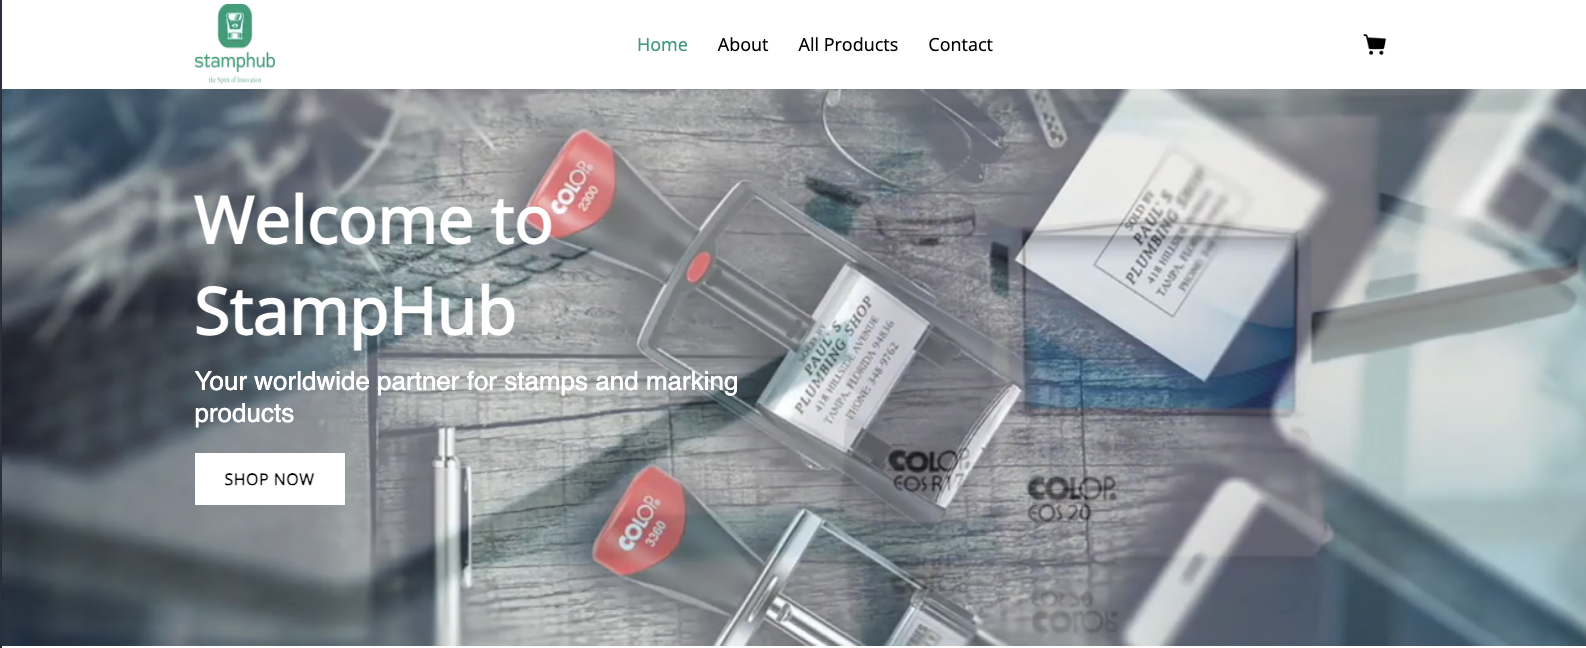 stamphub
the Spirit of Innovation
Home
About
All Products
Contact
Welcome to
StampHub
Your worldwide partner for stamps and marking
products
SHOP NOW
COLOP
2300
SOLD BY
PAUL'S
PLUMBING SHOP
418 HILLSIDE AVENUE
TAMPA, FLORIDA 94836
PHONE: 348 9762
SOLD BY
PAUL'S
PLUMBING SHOP
418 HILLSIDE
TAMPA, FLORIDA
PHONE:
COLOP
EOS R17
COLOP
EOS 20
COLOP
3360